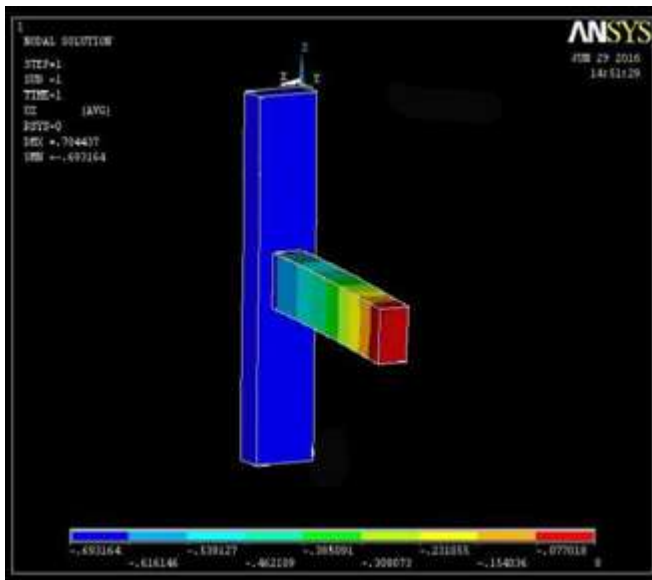 1
NODAL SOLUTION
STEP=1
SUB =1
TIME=1
UZ (AVG)
RSYS=0
DMX =.704437
SMN =-.693164
ANSYS
JUN 29 2016
14:51:29
Z
X Y
-.693164 -.539127 -.385091 -.231055 -.077018
-.616146 -.462109 -.308073 -.154036 0